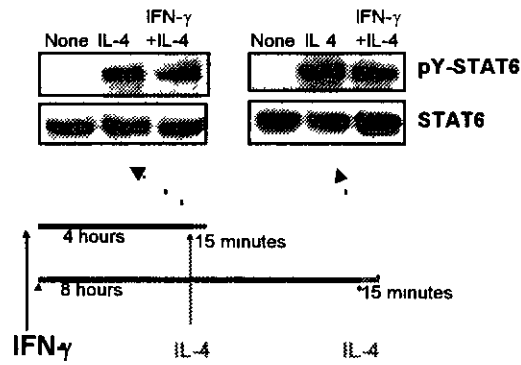 IFN-γ IFN-γ
None IL-4 +IL-4 None IL 4 +IL-4
pY-STAT6
STAT6
4 hours 15 minutes
8 hours 15 minutes
IFN-γ IL-4 IL-4